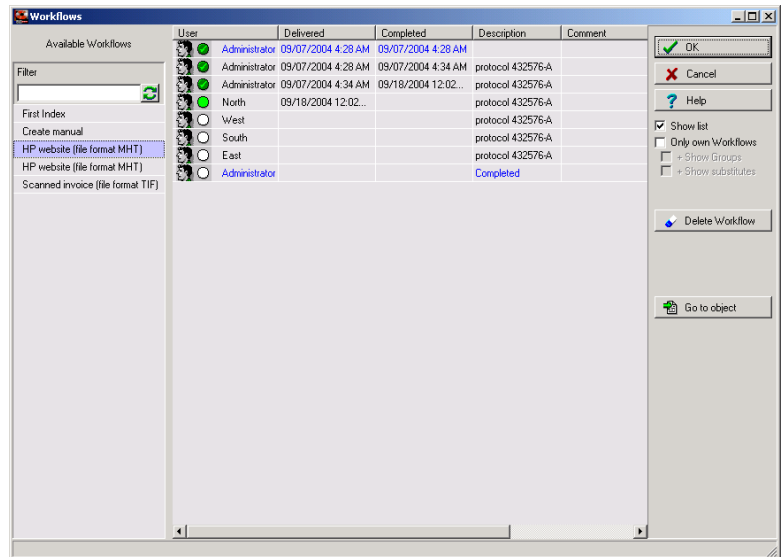 Workflows
Available Workflows
Filter
First Index
Create manual
HP website (file format MHT)
HP website (file format MHT)
Scanned invoice (file format TIF)
User Delivered Completed Description Comment
Administrator 09/07/2004 4:28 AM 09/07/2004 4:28 AM
Administrator 09/07/2004 4:28 AM 09/07/2004 4:34 AM protocol 432576-A
Administrator 09/07/2004 4:34 AM 09/18/2004 12:02... protocol 432576-A
North 09/18/2004 12:02... protocol 432576-A
West protocol 432576-A
South protocol 432576-A
East protocol 432576-A
Administrator Completed
OK
Cancel
Help
Show list
Only own Workflows
+ Show Groups
+ Show substitutes
Delete Workflow
Go to object